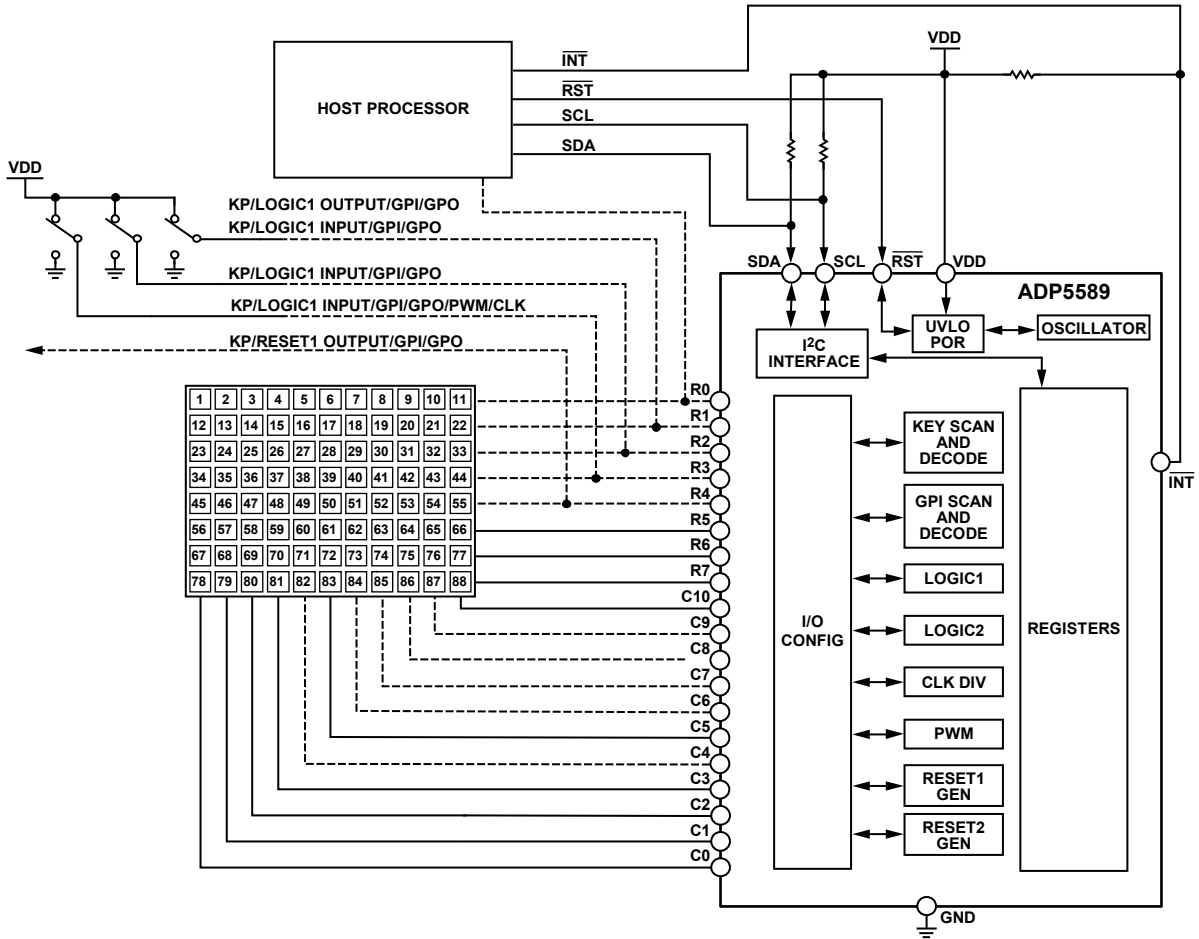 VDD
INT
RST
HOST PROCESSOR
SCL
SDA
VDD
KP/LOGIC1 OUTPUT/GPI/GPO
KP/LOGIC1 INPUT/GPI/GPO
KP/LOGIC1 INPUT/GPI/GPO
KP/LOGIC1 INPUT/GPI/GPO/PWM/CLK
KP/RESET1 OUTPUT/GPI/GPO
SDA SCL RST VDD
ADP5589
I2C
INTERFACE
UVLO
POR
OSCILLATOR
1 2 3 4 5 6 7 8 9 10 11
12 13 14 15 16 17 18 19 20 21 22
23 24 25 26 27 28 29 30 31 32 33
34 35 36 37 38 39 40 41 42 43 44
45 46 47 48 49 50 51 52 53 54 55
56 57 58 59 60 61 62 63 64 65 66
67 68 69 70 71 72 73 74 75 76 77
78 79 80 81 82 83 84 85 86 87 88
R0
R1
R2
R3
R4
R5
R6
R7
C10
C9
C8
C7
C6
C5
C4
C3
C2
C1
C0
I/O
CONFIG
KEY SCAN
AND
DECODE
GPI SCAN
AND
DECODE
LOGIC1
LOGIC2
CLK DIV
PWM
RESET1
GEN
RESET2
GEN
REGISTERS
INT
GND